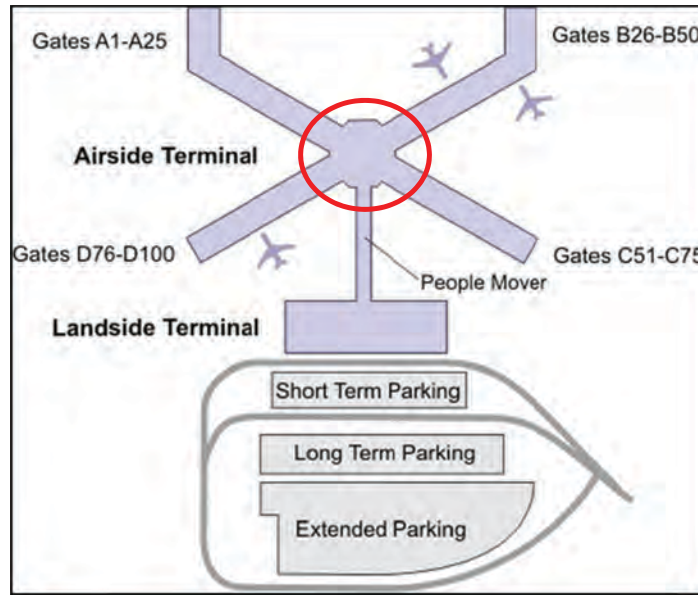 Gates A1-A25
Gates B26-B50
Airside Terminal
Gates D76-D100
Gates C51-C75
People Mover
Landside Terminal
Short Term Parking
Long Term Parking
Extended Parking